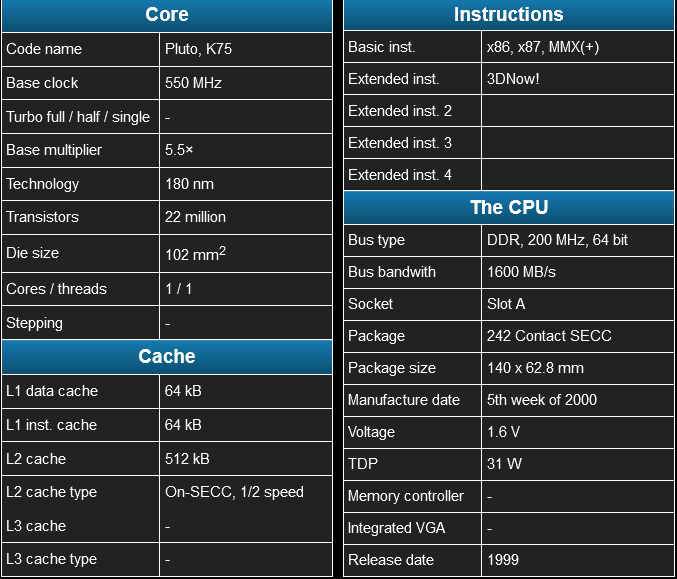 Core
Code name Pluto, K75
Base clock 550 MHz
Turbo full / half / single -
Base multiplier 5.5×
Technology 180 nm
Transistors 22 million
Die size 102 mm2
Cores / threads 1 / 1
Stepping -
Cache
L1 data cache 64 kB
L1 inst. cache 64 kB
L2 cache 512 kB
L2 cache type On-SECC, 1/2 speed
L3 cache -
L3 cache type -
Instructions
Basic inst. x86, x87, MMX(+)
Extended inst. 3DNow!
Extended inst. 2
Extended inst. 3
Extended inst. 4
The CPU
Bus type DDR, 200 MHz, 64 bit
Bus bandwith 1600 MB/s
Socket Slot A
Package 242 Contact SECC
Package size 140 x 62.8 mm
Manufacture date 5th week of 2000
Voltage 1.6 V
TDP 31 W
Memory controller -
Integrated VGA -
Release date 1999